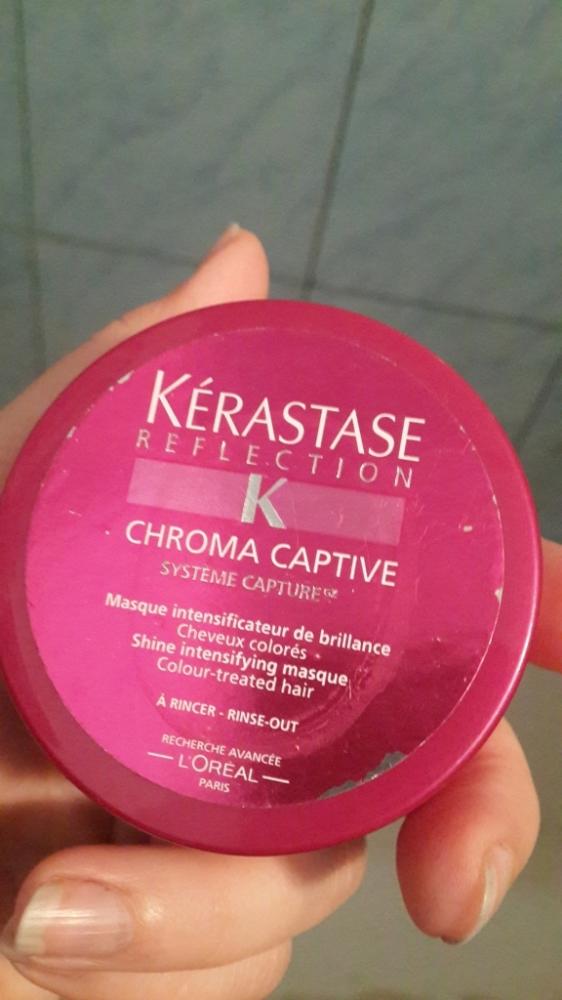 KÉRASTASE
REFLECTION
K
CHROMA CAPTIVE
SYSTÈME CAPTURE
Masque intensificateur de brillance
Cheveux colorés
Shine intensifying masque
Colour-treated hair
À RINCER - RINSE-OUT
RECHERCHE AVANCÉE
L'ORÉAL
PARIS